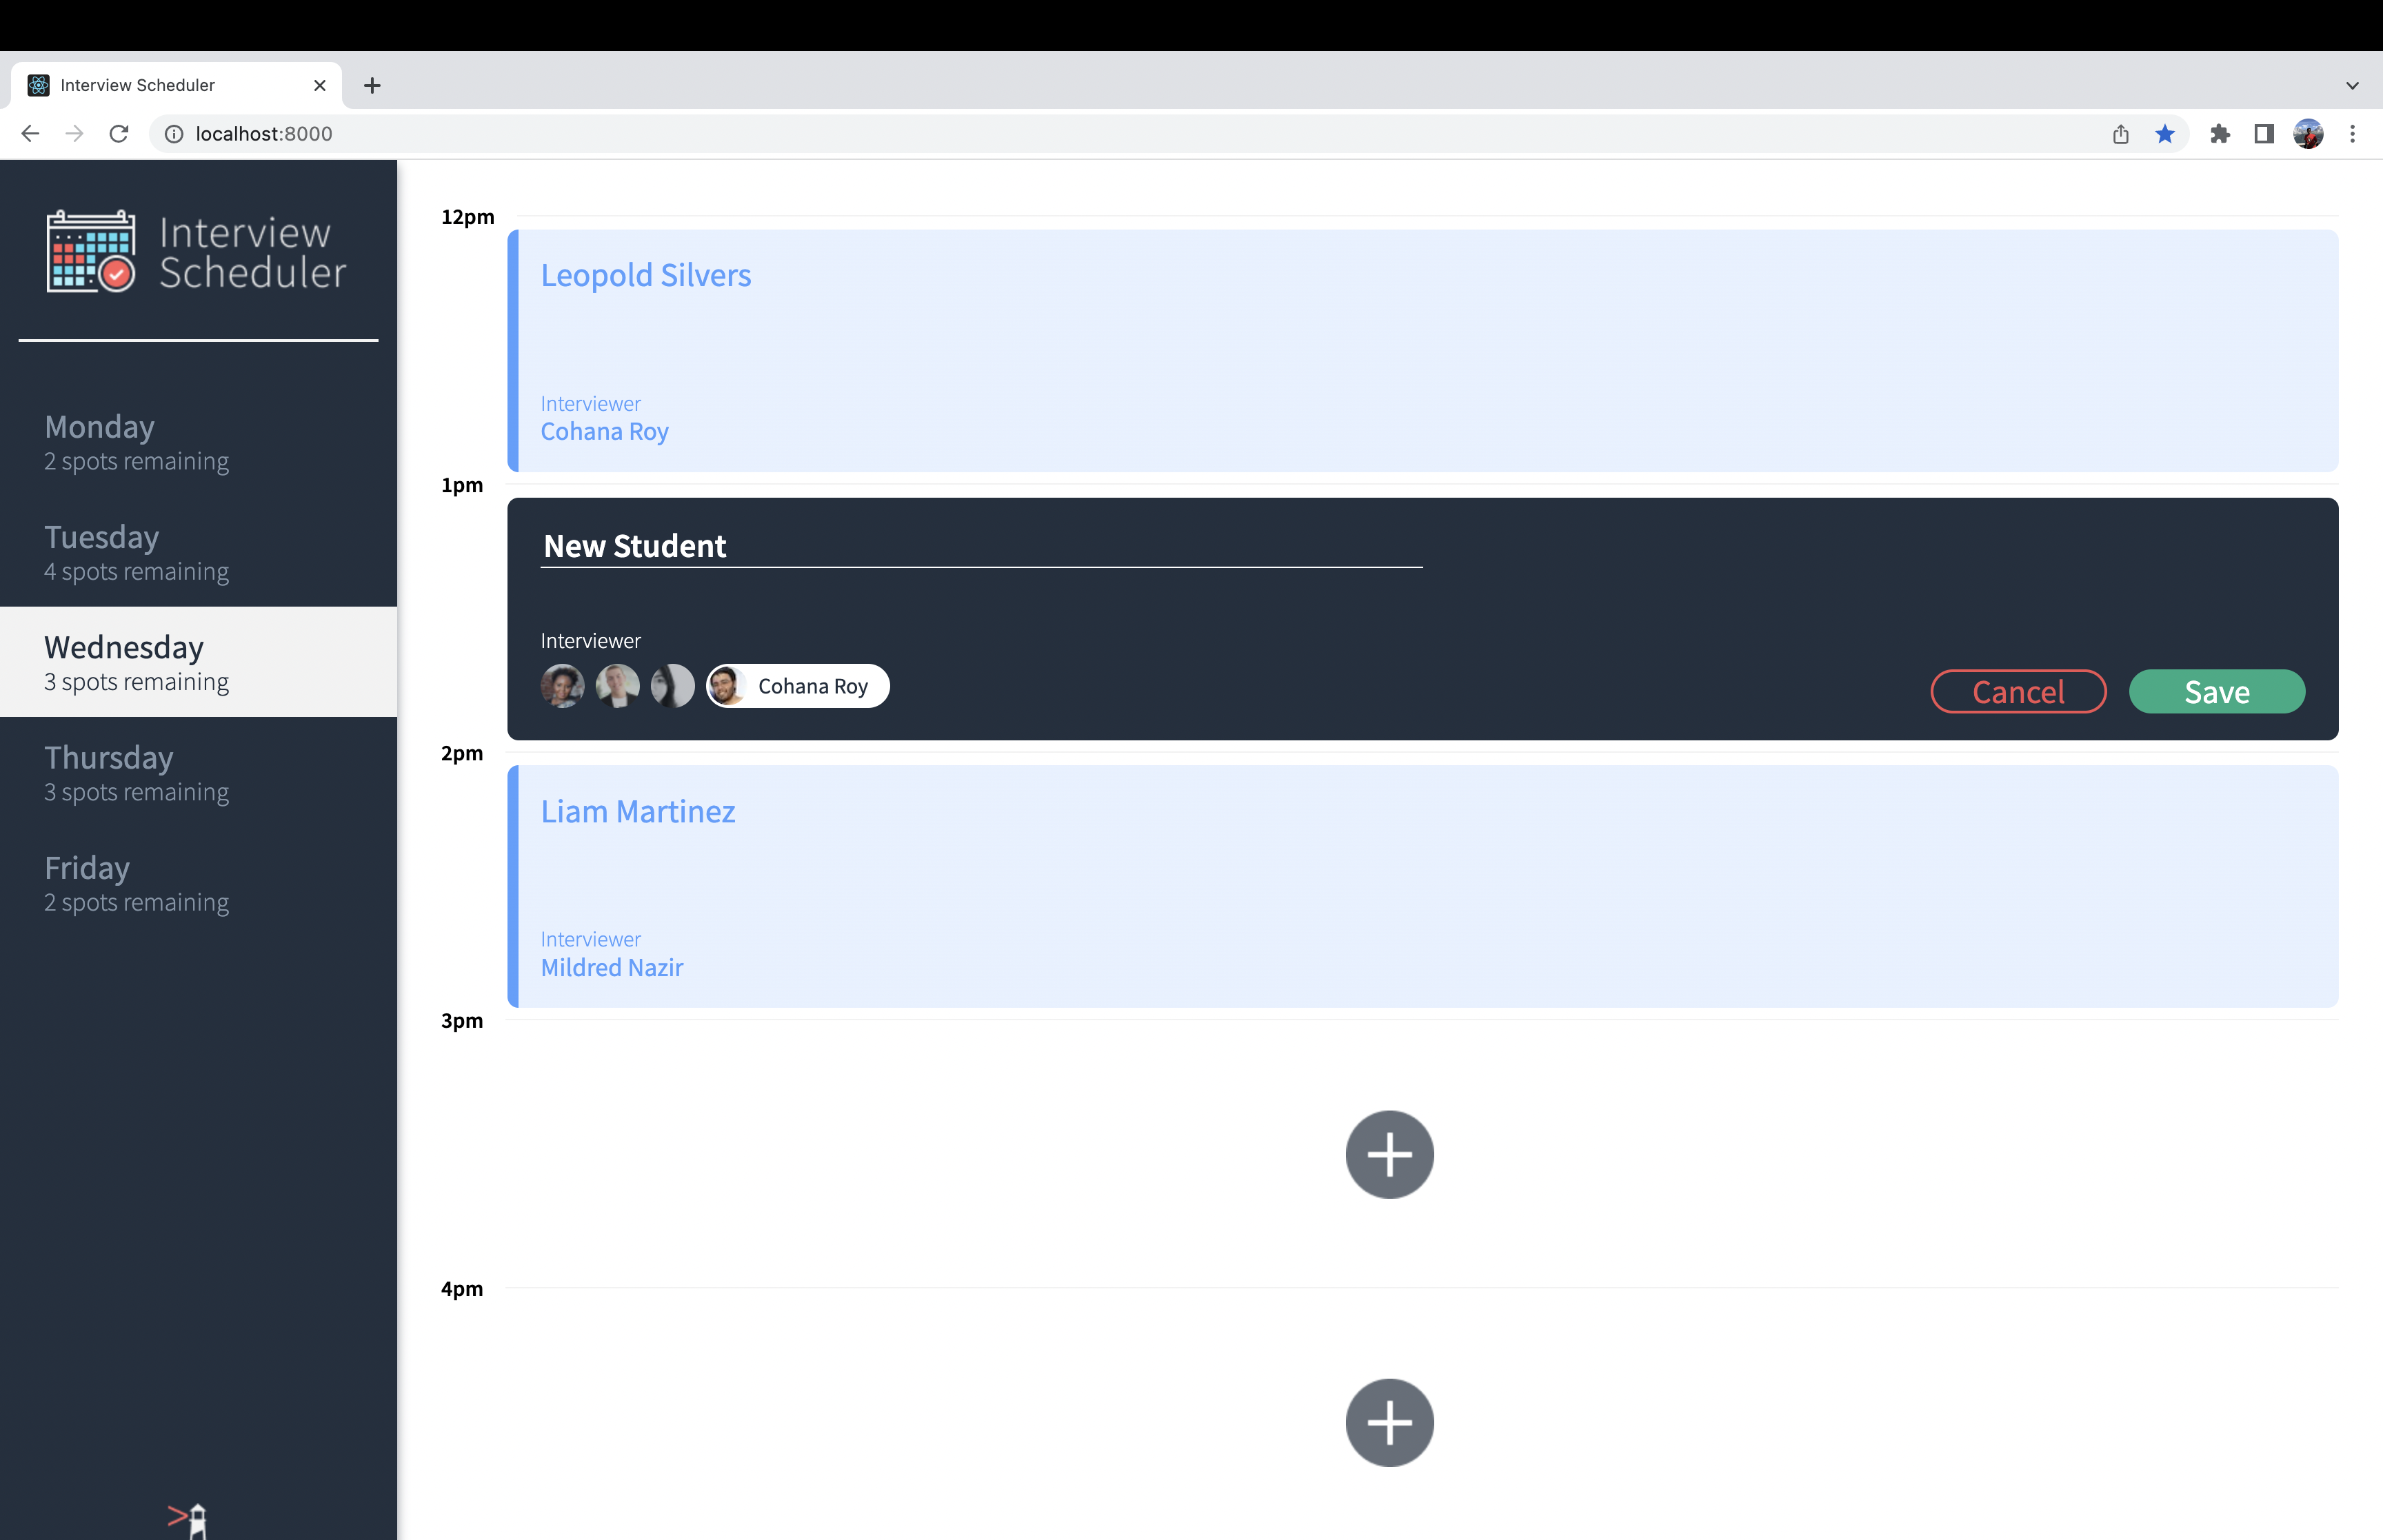 Interview Scheduler
localhost:8000
Interview
Scheduler
Monday
2 spots remaining
Tuesday
4 spots remaining
Wednesday
3 spots remaining
Thursday
3 spots remaining
Friday
2 spots remaining
12pm
Leopold Silvers
Interviewer
Cohana Roy
1pm
New Student
Interviewer
Cohana Roy
Cancel
Save
2pm
Liam Martinez
Interviewer
Mildred Nazir
3pm
4pm